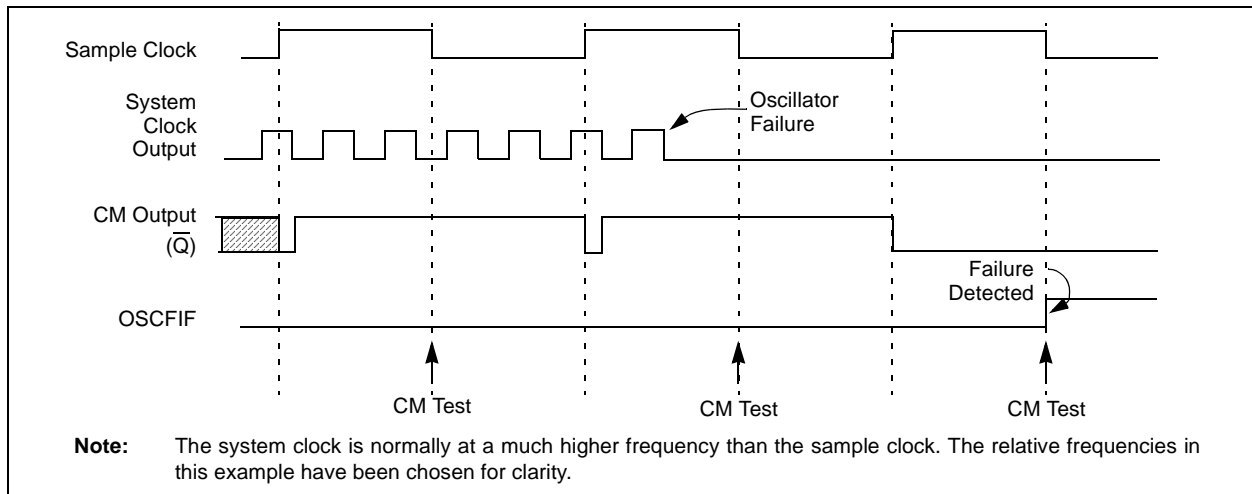 Sample Clock
System
Clock
Output
Oscillator
Failure
CM Output
(Q̅)
Failure
Detected
OSCFIF
CM Test
CM Test
CM Test
Note: The system clock is normally at a much higher frequency than the sample clock. The relative frequencies in
this example have been chosen for clarity.